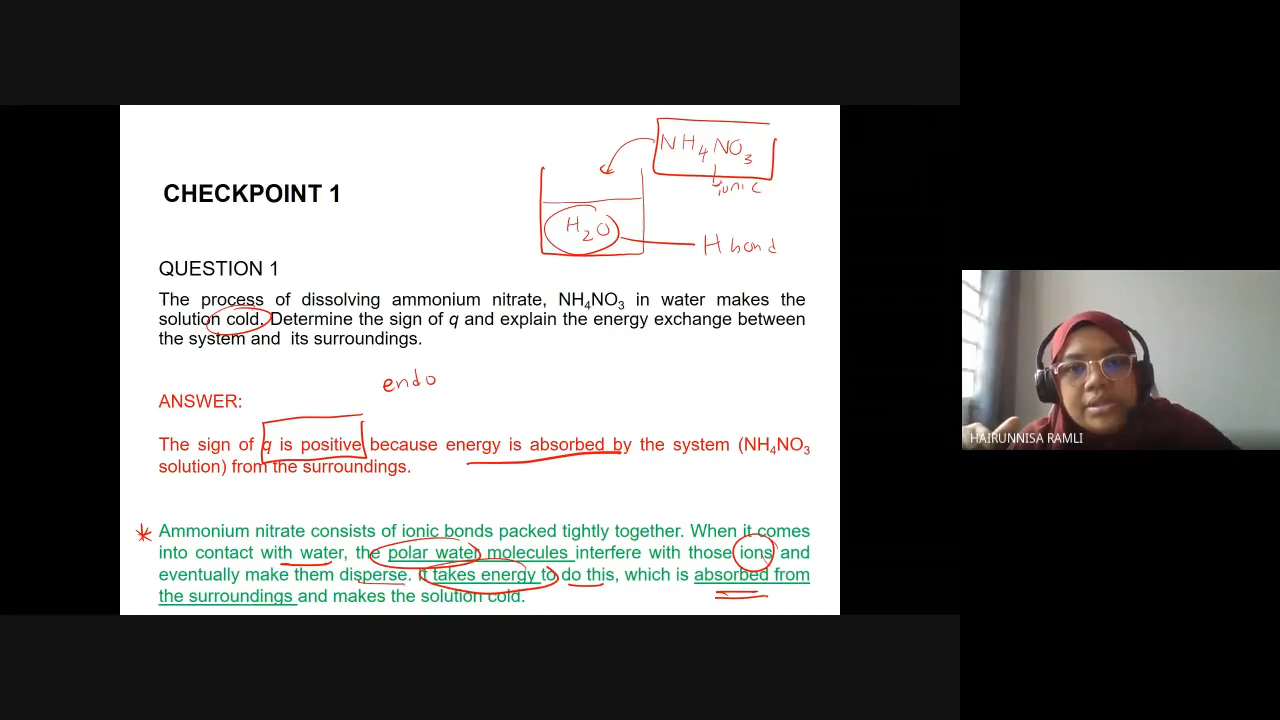 NH4NO3
ionic
CHECKPOINT 1
H2O
H bond
QUESTION 1
The process of dissolving ammonium nitrate, NH4NO3 in water makes the
solution cold. Determine the sign of q and explain the energy exchange between
the system and its surroundings.
endo
ANSWER:
The sign of q is positive because energy is absorbed by the system (NH4NO3
solution) from the surroundings.
HAIRUNNISA RAMLI
* Ammonium nitrate consists of ionic bonds packed tightly together. When it comes
into contact with water, the polar water molecules interfere with those ions and
eventually make them disperse. It takes energy to do this, which is absorbed from
the surroundings and makes the solution cold.